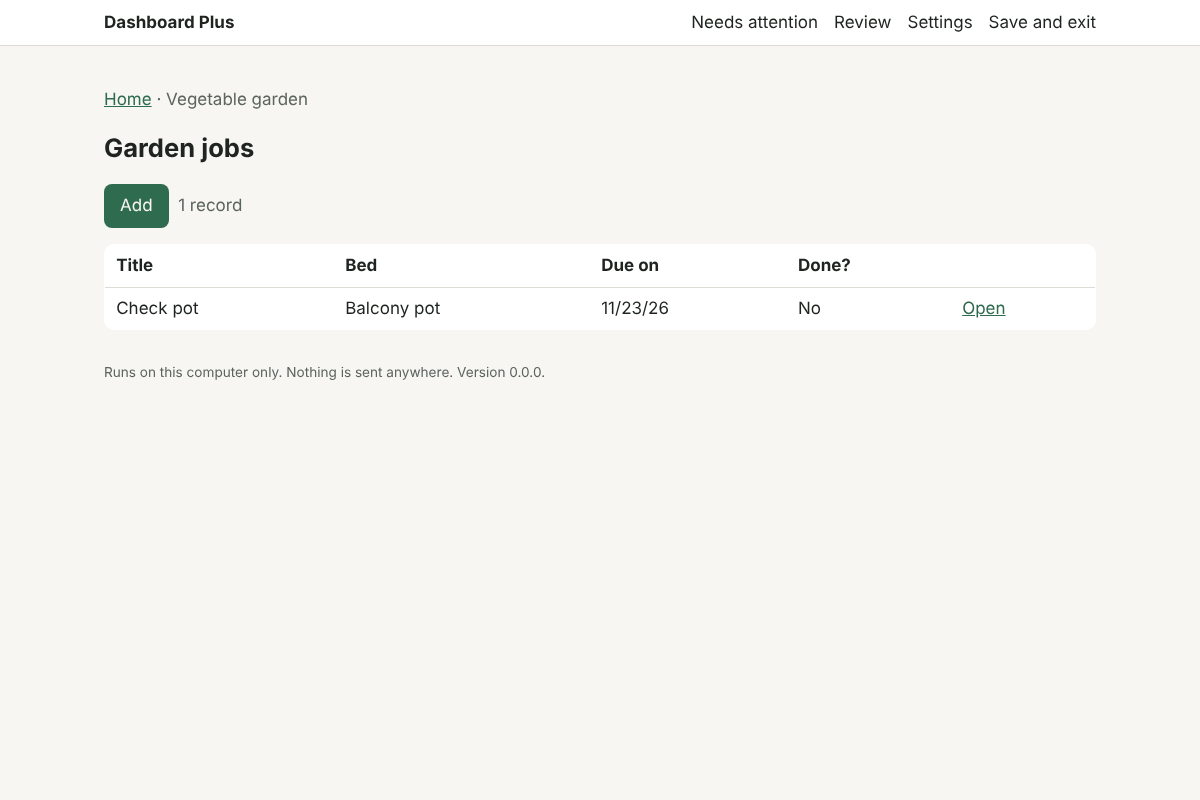 Dashboard Plus Needs attention Review Settings Save and exit
Home · Vegetable garden
Garden jobs
Add 1 record
Title Bed Due on Done?
Check pot Balcony pot 11/23/26 No Open
Runs on this computer only. Nothing is sent anywhere. Version 0.0.0.